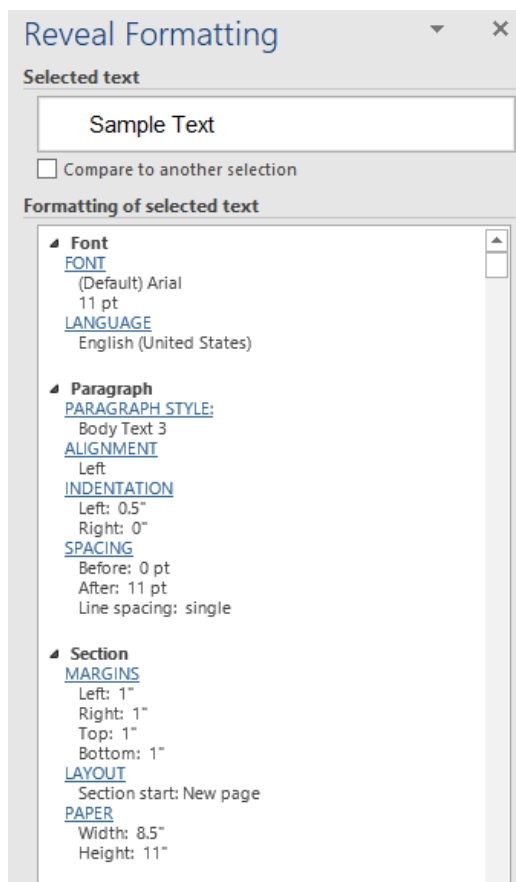 Reveal Formatting
Selected text
Sample Text
Compare to another selection
Formatting of selected text
Font
FONT
(Default) Arial
11 pt
LANGUAGE
English (United States)
Paragraph
PARAGRAPH STYLE:
Body Text 3
ALIGNMENT
Left
INDENTATION
Left: 0.5"
Right: 0"
SPACING
Before: 0 pt
After: 11 pt
Line spacing: single
Section
MARGINS
Left: 1"
Right: 1"
Top: 1"
Bottom: 1"
LAYOUT
Section start: New page
PAPER
Width: 8.5"
Height: 11"